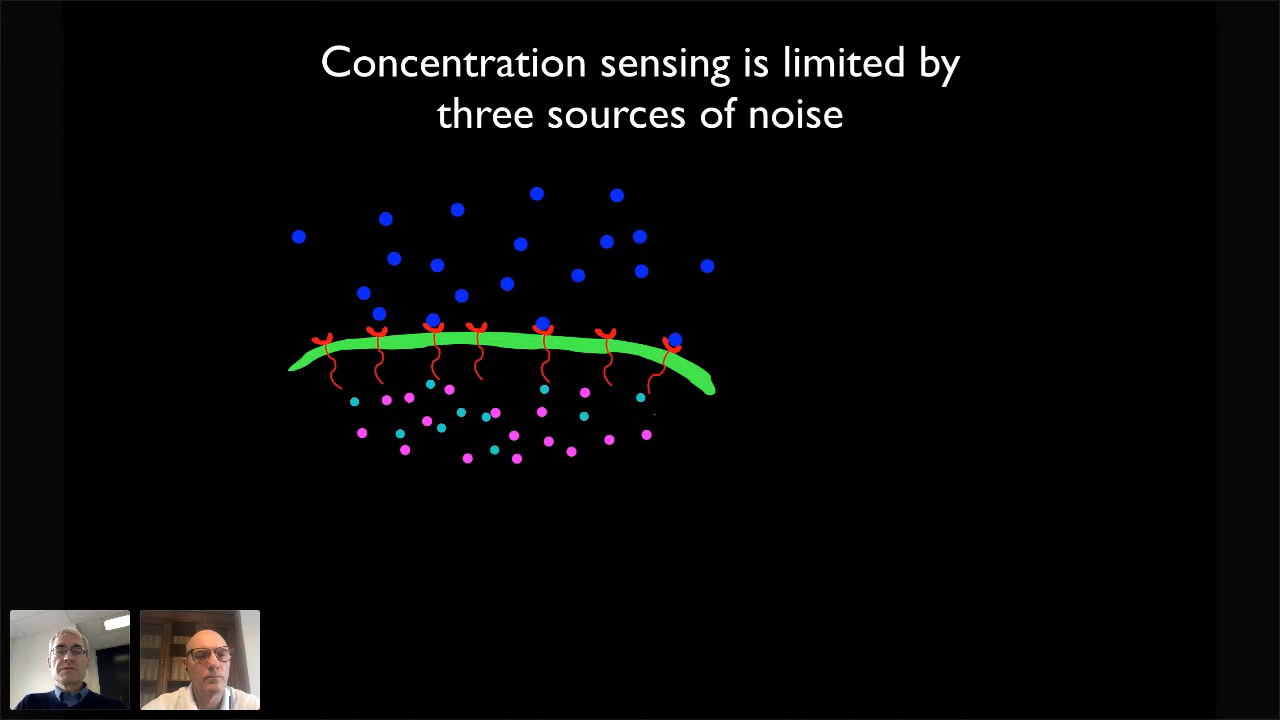 Concentration sensing is limited by
three sources of noise